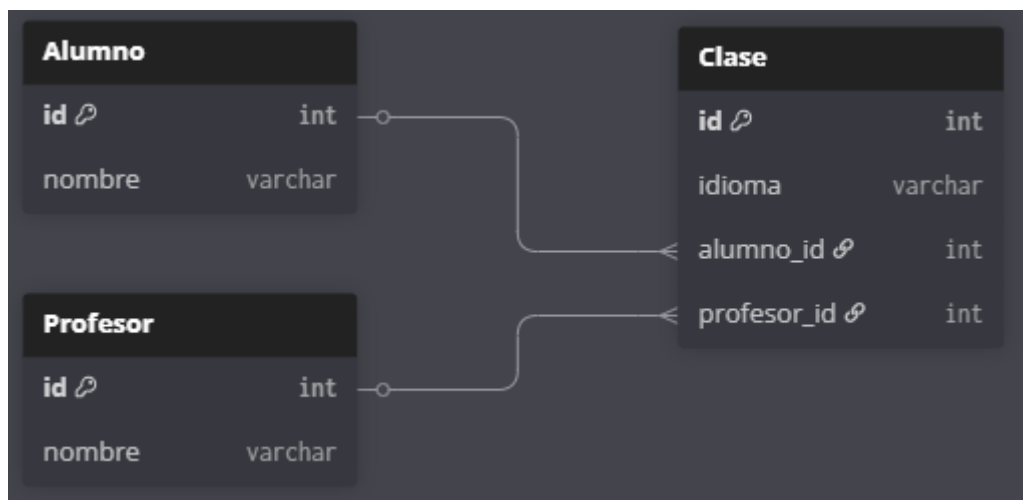 Alumno
id int
nombre varchar
Profesor
id int
nombre varchar
Clase
id int
idioma varchar
alumno_id int
profesor_id int